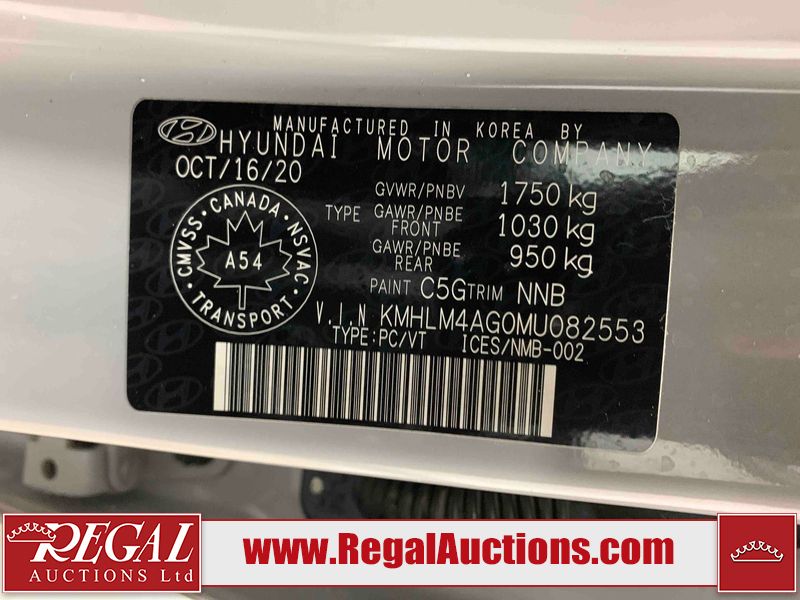 MANUFACTURED IN KOREA BY
HYUNDAI MOTOR COMPANY
OCT/16/20
GVWR/PNBV 1750 kg
TYPE GAWR/PNBE FRONT 1030 kg
GAWR/PNBE REAR 950 kg
PAINT C5G TRIM NNB
CANADA
CMVSS · NSVAC
A54
TRANSPORT
V.I.N KMHLM4AG0MU082553
TYPE:PC/VT ICES/NMB-002
REGAL
AUCTIONS Ltd
www.RegalAuctions.com